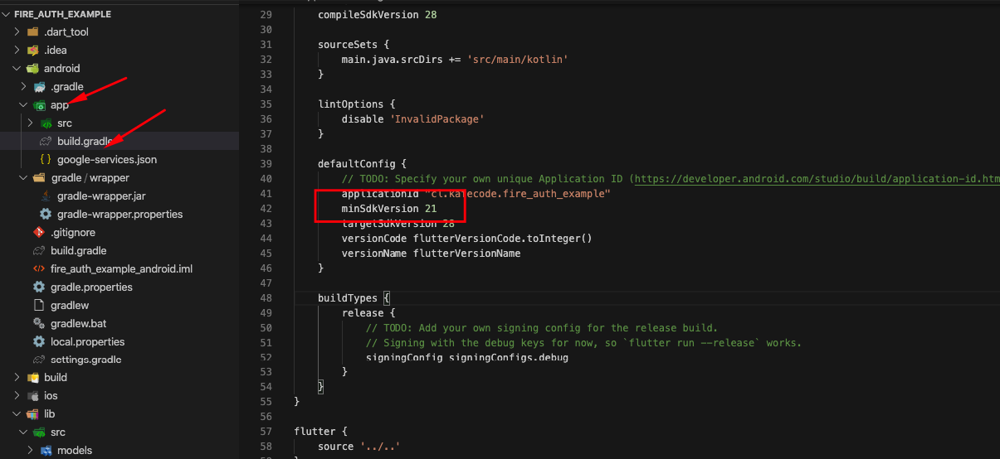 FIRE_AUTH_EXAMPLE
.dart_tool
.idea
android
.gradle
app
src
build.gradle
google-services.json
gradle / wrapper
gradle-wrapper.jar
gradle-wrapper.properties
.gitignore
build.gradle
fire_auth_example_android.iml
gradle.properties
gradlew
gradlew.bat
local.properties
settings.gradle
build
ios
lib
src
models
29 compileSdkVersion 28
30
31 sourceSets {
32 main.java.srcDirs += 'src/main/kotlin'
33 }
34
35 lintOptions {
36 disable 'InvalidPackage'
37 }
38
39 defaultConfig {
40 // TODO: Specify your own unique Application ID (https://developer.android.com/studio/build/application-id.htm
41 applicationId "cl.katecode.fire_auth_example"
42 minSdkVersion 21
43 targetSdkVersion 28
44 versionCode flutterVersionCode.toInteger()
45 versionName flutterVersionName
46 }
47
48 buildTypes {
49 release {
50 // TODO: Add your own signing config for the release build.
51 // Signing with the debug keys for now, so `flutter run --release` works.
52 signingConfig signingConfigs.debug
53 }
54 }
55 }
56
57 flutter {
58 source '../..'